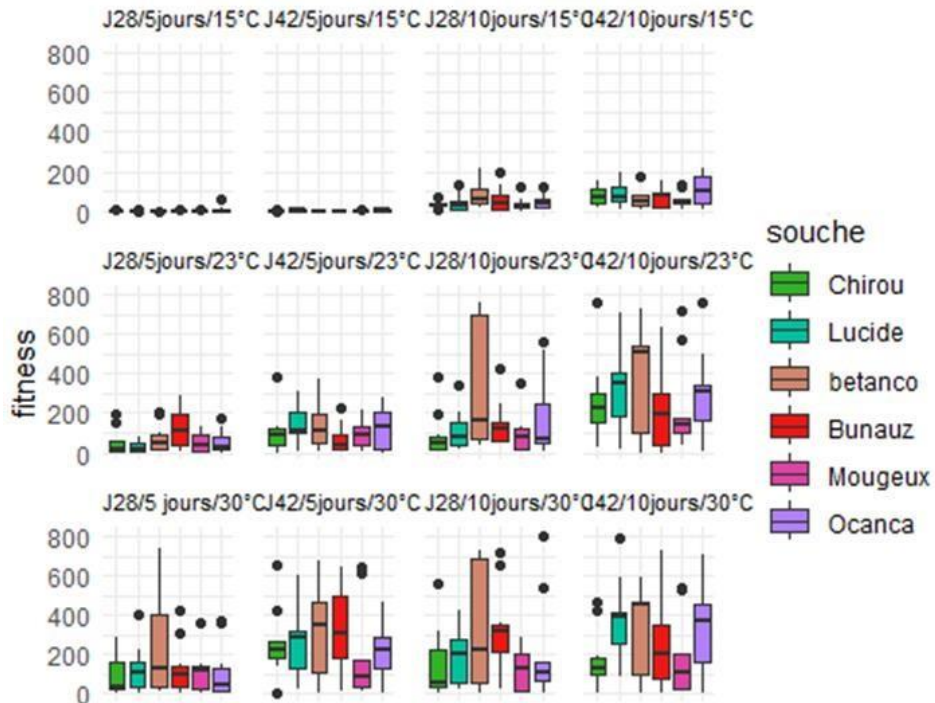 J28/5jours/15°C J42/5jours/15°C J28/10jours/15°C J42/10jours/15°C
800
600
400
200
0
J28/5jours/23°C J42/5jours/23°C J28/10jours/23°C J42/10jours/23°C
800
600
400
200
0
J28/5 jours/30°C J42/5jours/30°C J28/10jours/30°C J42/10jours/30°C
800
600
400
200
0
fitness
souche
Chirou
Lucide
betanco
Bunauz
Mougeux
Ocanca